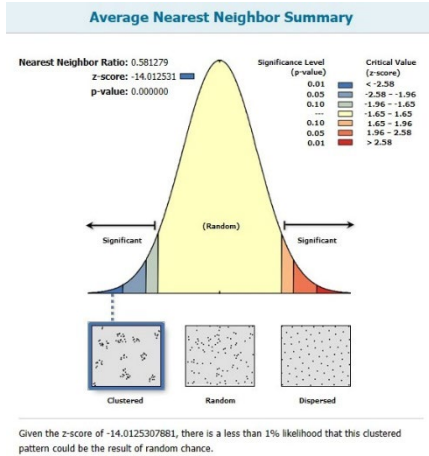 Average Nearest Neighbor Summary
Nearest Neighbor Ratio: 0.581279
z-score: -14.012531
p-value: 0.000000
Significance Level
(p-value)
Critical Value
(z-score)
0.01 < -2.58
0.05 -2.58 - -1.96
0.10 -1.96 - -1.65
--- -1.65 - 1.65
0.10 1.65 - 1.96
0.05 1.96 - 2.58
0.01 > 2.58
(Random)
Significant
Significant
Clustered
Random
Dispersed
Given the z-score of -14.0125307881, there is a less than 1% likelihood that this clustered
pattern could be the result of random chance.